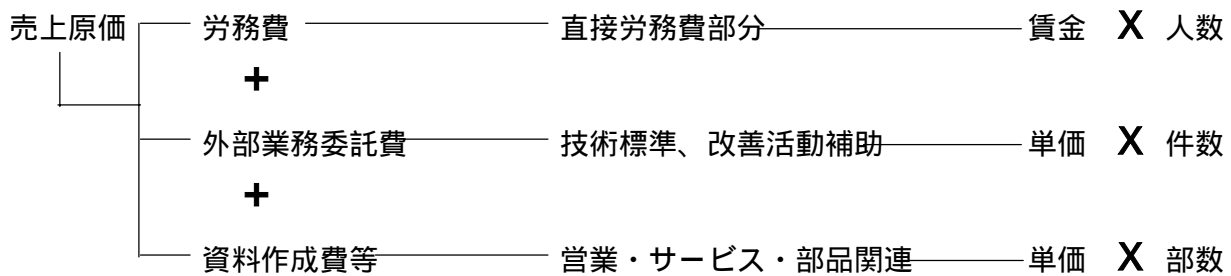 売上原価 労務費 直接労務費部分 賃金 X 人数
+
外部業務委託費 技術標準、改善活動補助 単価 X 件数
+
資料作成費等 営業・サービス・部品関連 単価 X 部数